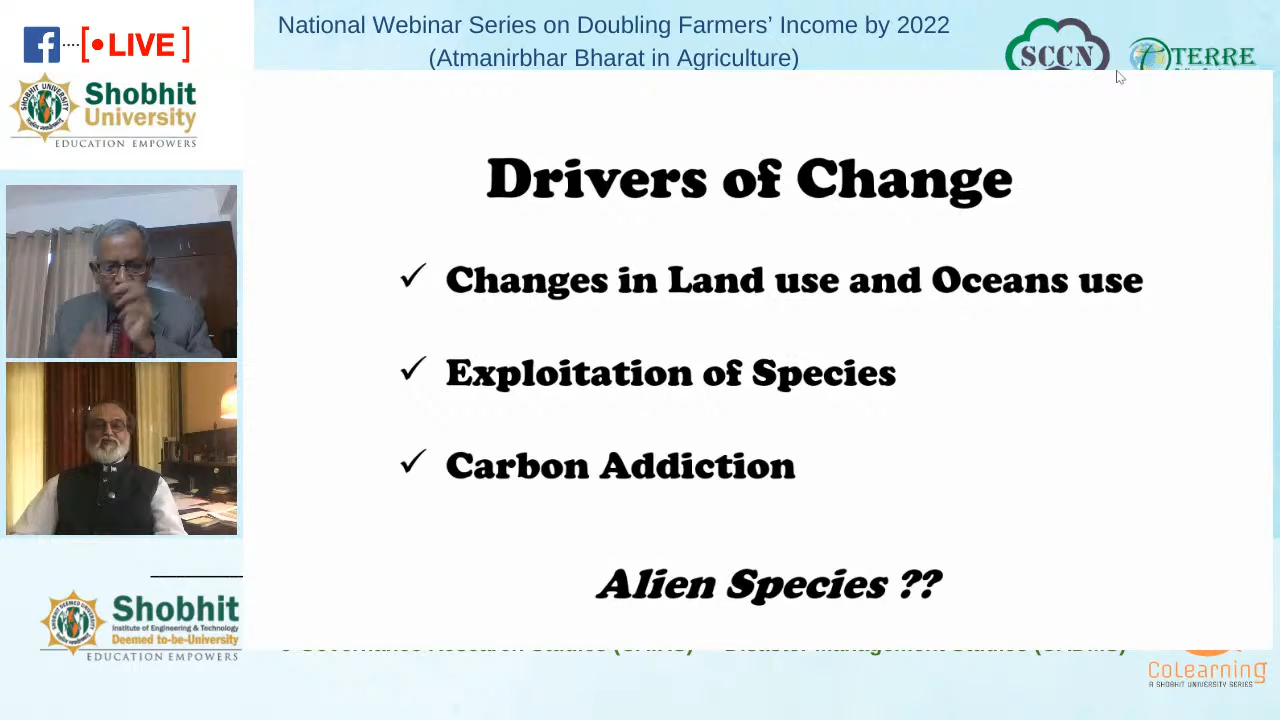 National Webinar Series on Doubling Farmers' Income by 2022
(Atmanirbhar Bharat in Agriculture)
LIVE
SCCN
TERRE
Shobhit
University
EDUCATION EMPOWERS
Drivers of Change
✓ Changes in Land use and Oceans use
✓ Exploitation of Species
✓ Carbon Addiction
Alien Species ??
Shobhit
Institute of Engineering & Technology
Deemed to-be-University
EDUCATION EMPOWERS
CoLearning
A SHOBHIT UNIVERSITY SERIES